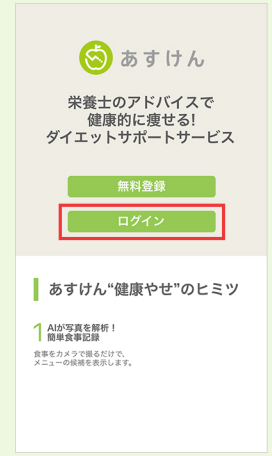 あすけん
栄養士のアドバイスで
健康的に痩せる!
ダイエットサポートサービス
無料登録
ログイン
あすけん“健康やせ”のヒミツ
1 AIが写真を解析！
簡単食事記録
食事をカメラで撮るだけで、
メニューの候補を表示します。